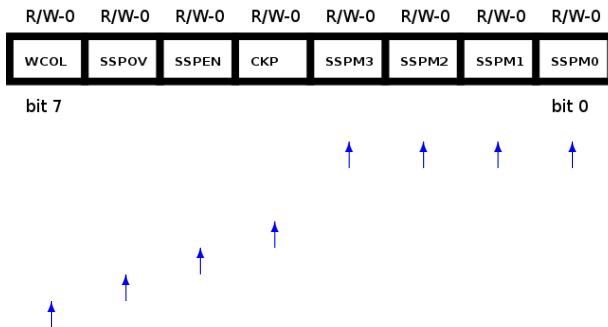 R/W-0 R/W-0 R/W-0 R/W-0 R/W-0 R/W-0 R/W-0 R/W-0
WCOL SSPOV SSPEN CKP SSPM3 SSPM2 SSPM1 SSPM0
bit 7 bit 0